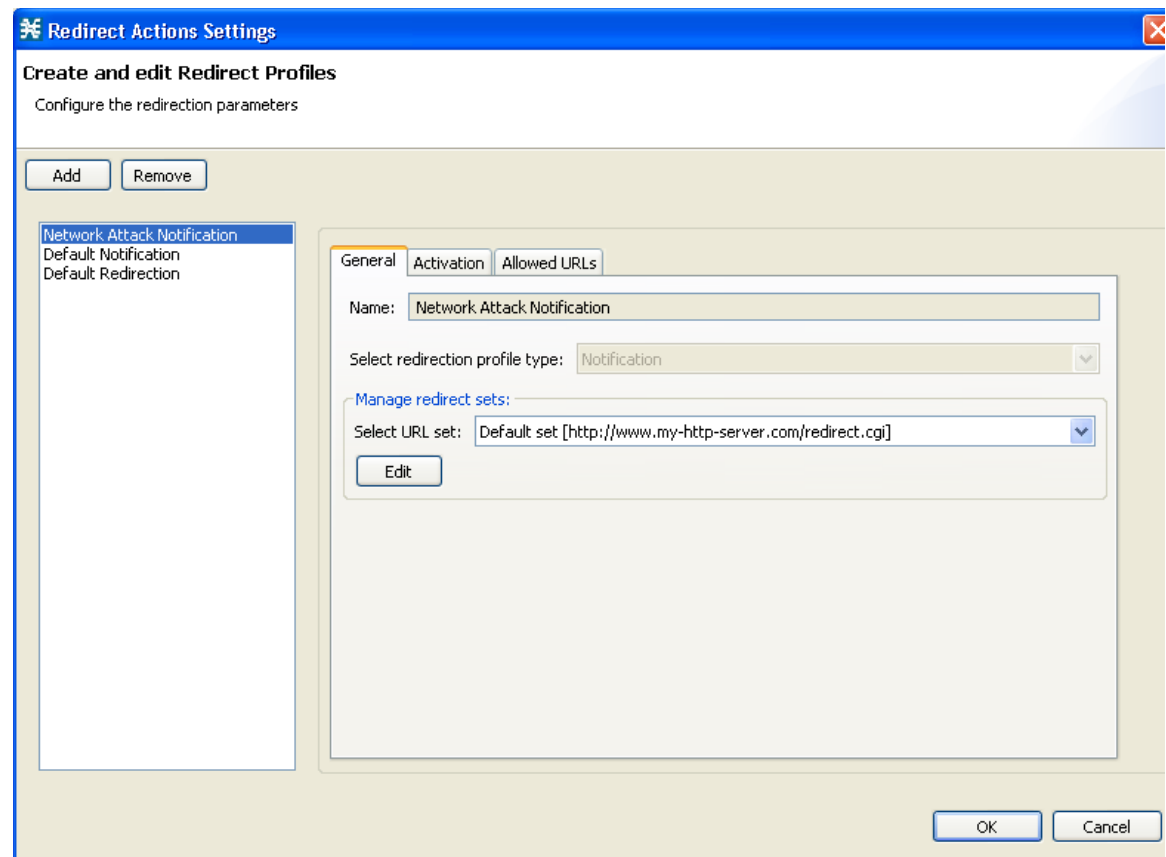 Redirect Actions Settings
Create and edit Redirect Profiles
Configure the redirection parameters
Add Remove
Network Attack Notification
Default Notification
Default Redirection
General Activation Allowed URLs
Name: Network Attack Notification
Select redirection profile type: Notification
Manage redirect sets:
Select URL set: Default set [http://www.my-http-server.com/redirect.cgi]
Edit
OK Cancel